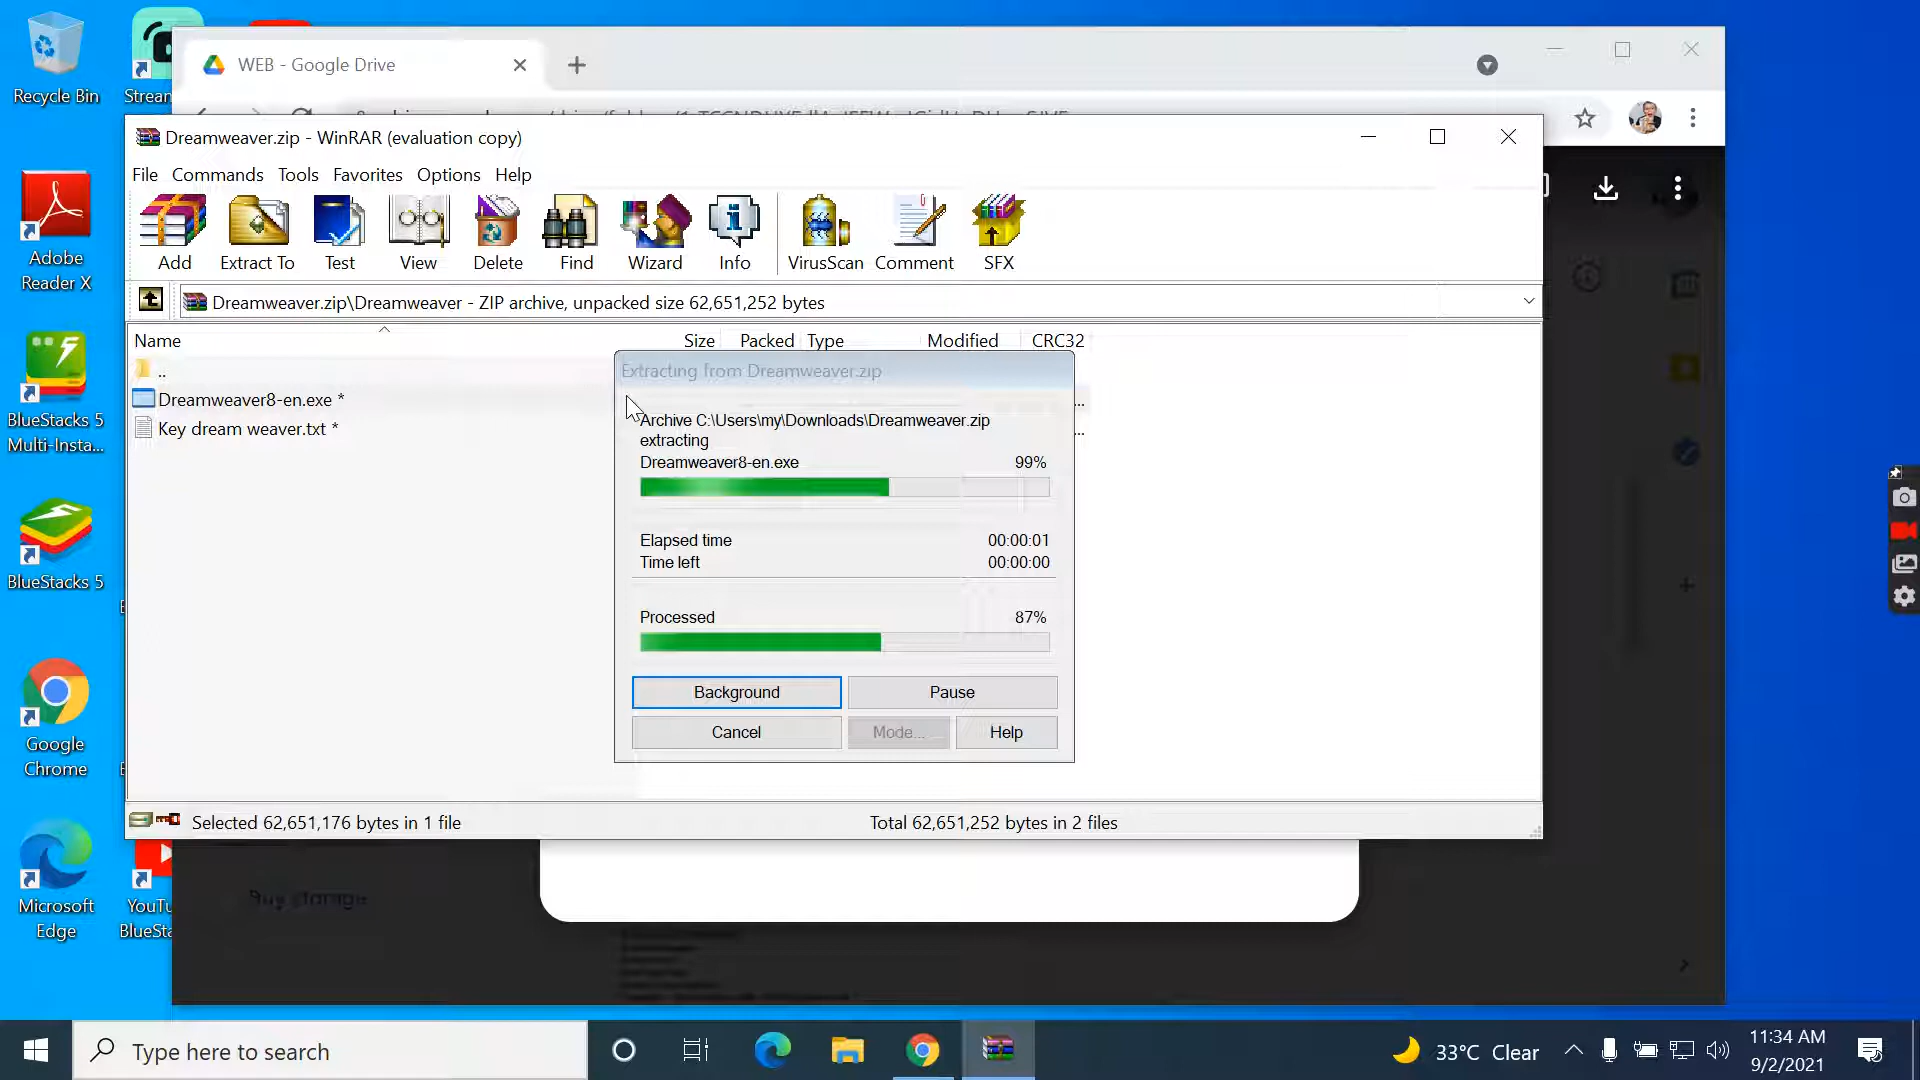 WEB - Google Drive
Recycle Bin
Stream
Dreamweaver.zip - WinRAR (evaluation copy)
File Commands Tools Favorites Options Help
Add Extract To Test View Delete Find Wizard Info VirusScan Comment SFX
Adobe
Reader X
Dreamweaver.zip\Dreamweaver - ZIP archive, unpacked size 62,651,252 bytes
Name Size Packed Type Modified CRC32
..
Dreamweaver8-en.exe *
Key dream weaver.txt *
Extracting from Dreamweaver.zip
Archive C:\Users\my\Downloads\Dreamweaver.zip
extracting
Dreamweaver8-en.exe 99%
Elapsed time 00:00:01
Time left 00:00:00
Processed 87%
Background Pause
Cancel Mode... Help
BlueStacks 5
Multi-Insta...
BlueStacks 5
Google
Chrome
Selected 62,651,176 bytes in 1 file Total 62,651,252 bytes in 2 files
Buy storage
Microsoft
Edge
YouTu
BlueSta
Type here to search
33°C Clear
11:34 AM
9/2/2021